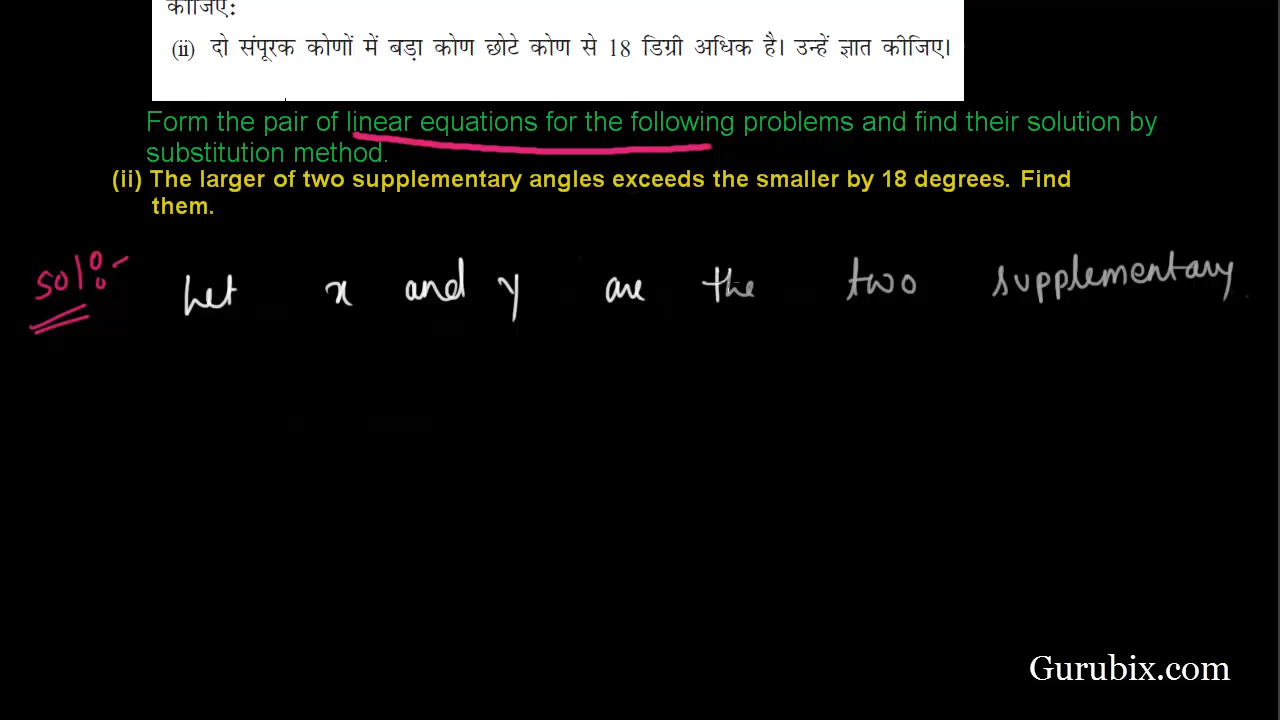 कीजिए:
(ii) दो संपूरक कोणों में बड़ा कोण छोटे कोण से 18 डिग्री अधिक है। उन्हें ज्ञात कीजिए।
Form the pair of linear equations for the following problems and find their solution by
substitution method.
(ii) The larger of two supplementary angles exceeds the smaller by 18 degrees. Find
them.
Sol:-
Let x and y are the two supplementary
Gurubix.com